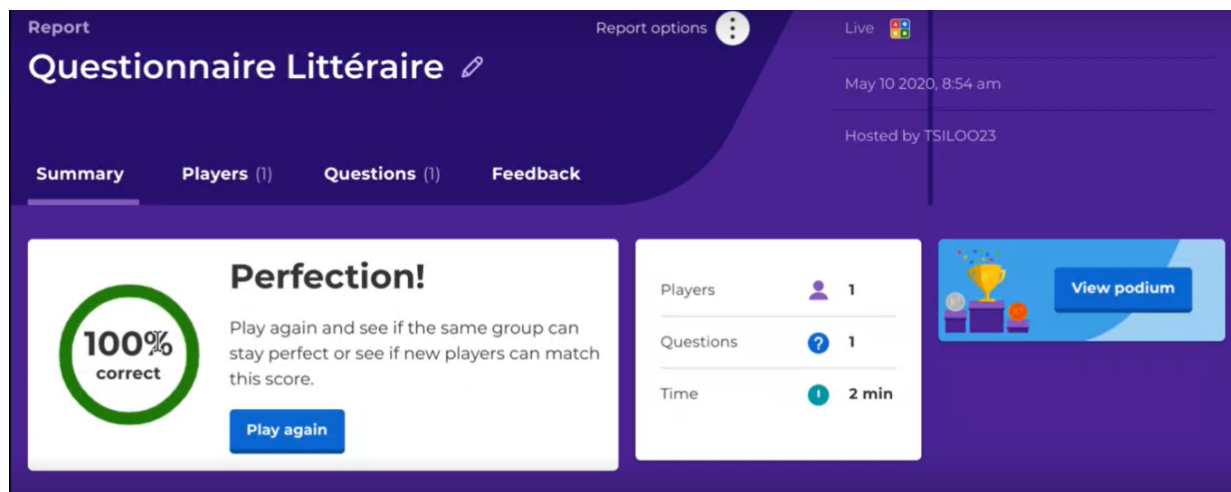 Report
Report options
Questionnaire Littéraire
Live
May 10 2020, 8:54 am
Hosted by TSILOO23
Summary
Players (1)
Questions (1)
Feedback
100%
correct
Perfection!
Play again and see if the same group can
stay perfect or see if new players can match
this score.
Play again
Players 1
Questions 1
Time 2 min
View podium